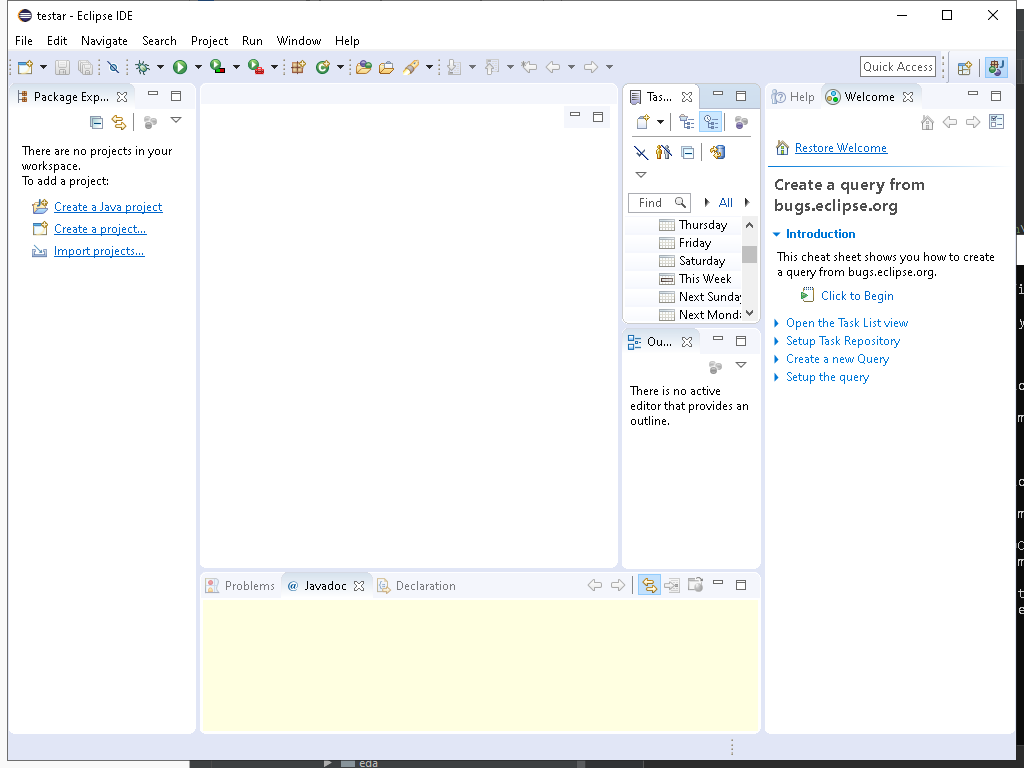 testar - Eclipse IDE
File Edit Navigate Search Project Run Window Help
Quick Access
Package Exp...
There are no projects in your
workspace.
To add a project:
Create a Java project
Create a project...
Import projects...
Tas...
Find
All
Thursday
Friday
Saturday
This Week
Next Sunday
Next Monda
Ou...
There is no active
editor that provides an
outline.
Help
Welcome
Restore Welcome
Create a query from
bugs.eclipse.org
Introduction
This cheat sheet shows you how to create
a query from bugs.eclipse.org.
Click to Begin
Open the Task List view
Setup Task Repository
Create a new Query
Setup the query
Problems
@ Javadoc
Declaration
eda